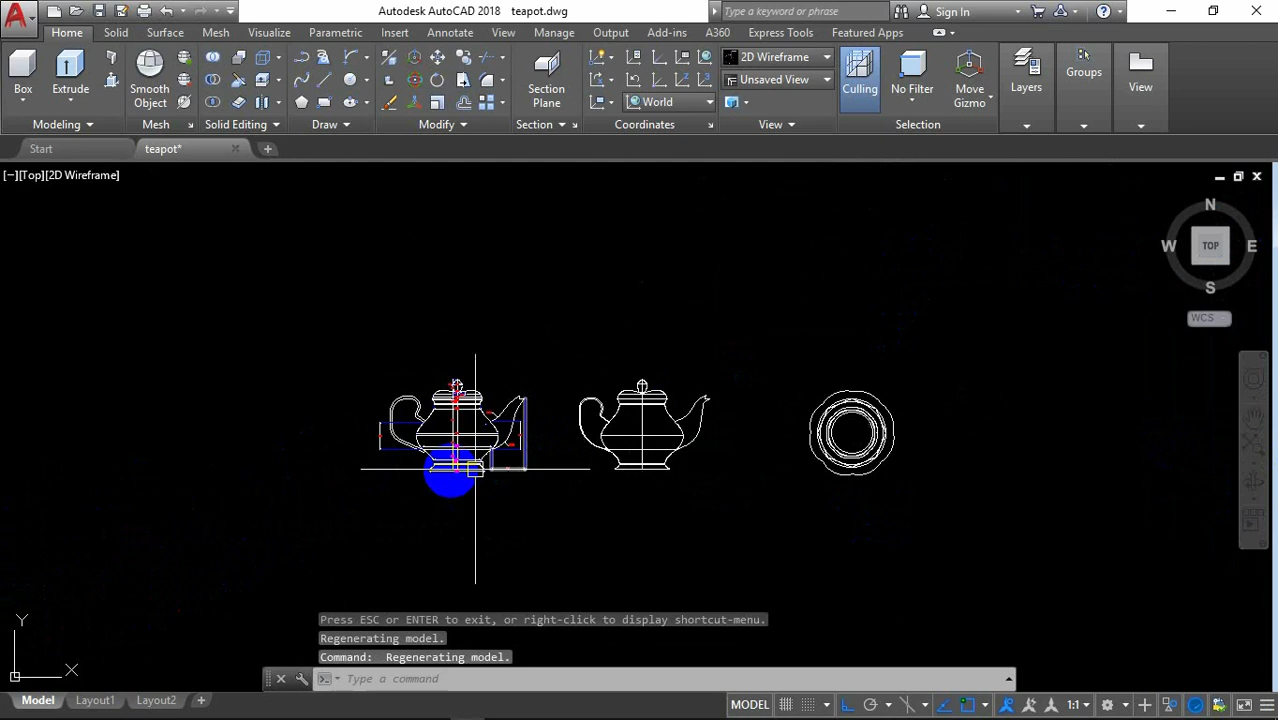 Autodesk AutoCAD 2018 teapot.dwg
Type a keyword or phrase
Sign In
Home Solid Surface Mesh Visualize Parametric Insert Annotate View Manage Output Add-ins A360 Express Tools Featured Apps
Box
Extrude
Smooth
Object
Section
Plane
World
2D Wireframe
Unsaved View
Culling
No Filter
Move
Gizmo
Layers
Groups
View
Modeling
Mesh
Solid Editing
Draw
Modify
Section
Coordinates
View
Selection
Start
teapot*
[−][Top][2D Wireframe]
N
W TOP E
S
WCS
Y
X
Press ESC or ENTER to exit, or right-click to display shortcut-menu.
Regenerating model.
Command: Regenerating model.
Type a command
Model Layout1 Layout2 +
MODEL
1:1